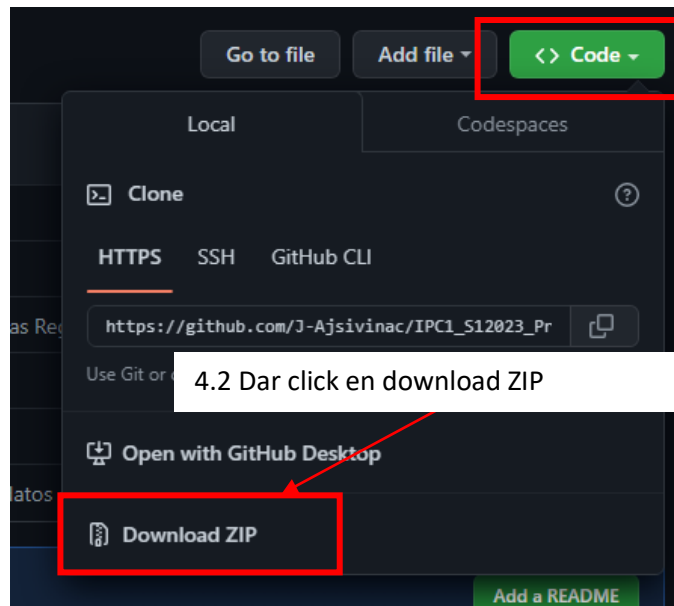 Go to file Add file <> Code
Local Codespaces
Clone
HTTPS SSH GitHub CLI
as Reg https://github.com/J-Ajsivinac/IPC1_S12023_Pr
Use Git or
4.2 Dar click en download ZIP
Open with GitHub Desktop
latos
Download ZIP
Add a README